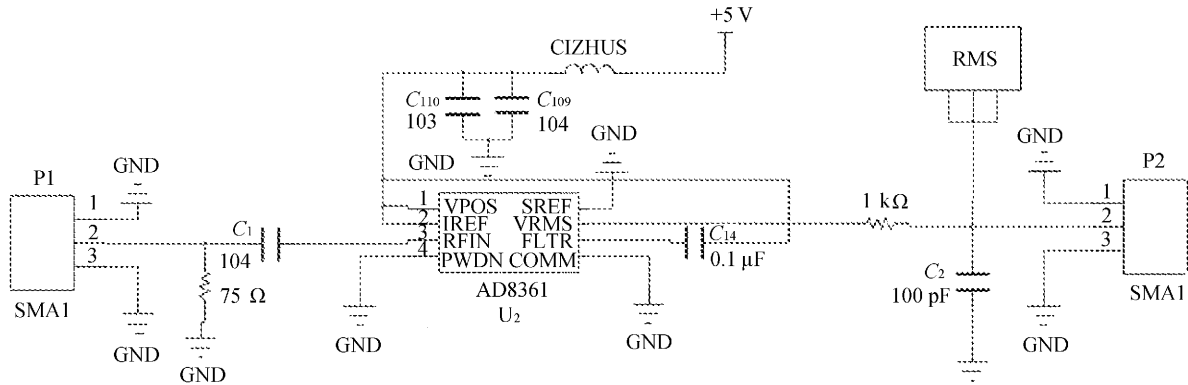 +5 V
CIZHUS
RMS
C110
103
C109
104
GND
GND
GND
P1
GND
P2
1
2
3
1
2
3
4
VPOS SREF
IREF VRMS
RFIN FLTR
PWDN COMM
1 kΩ
1
2
3
C1
104
C14
0.1 µF
75 Ω
SMA1
AD8361
U2
C2
100 pF
SMA1
GND
GND
GND
GND
GND